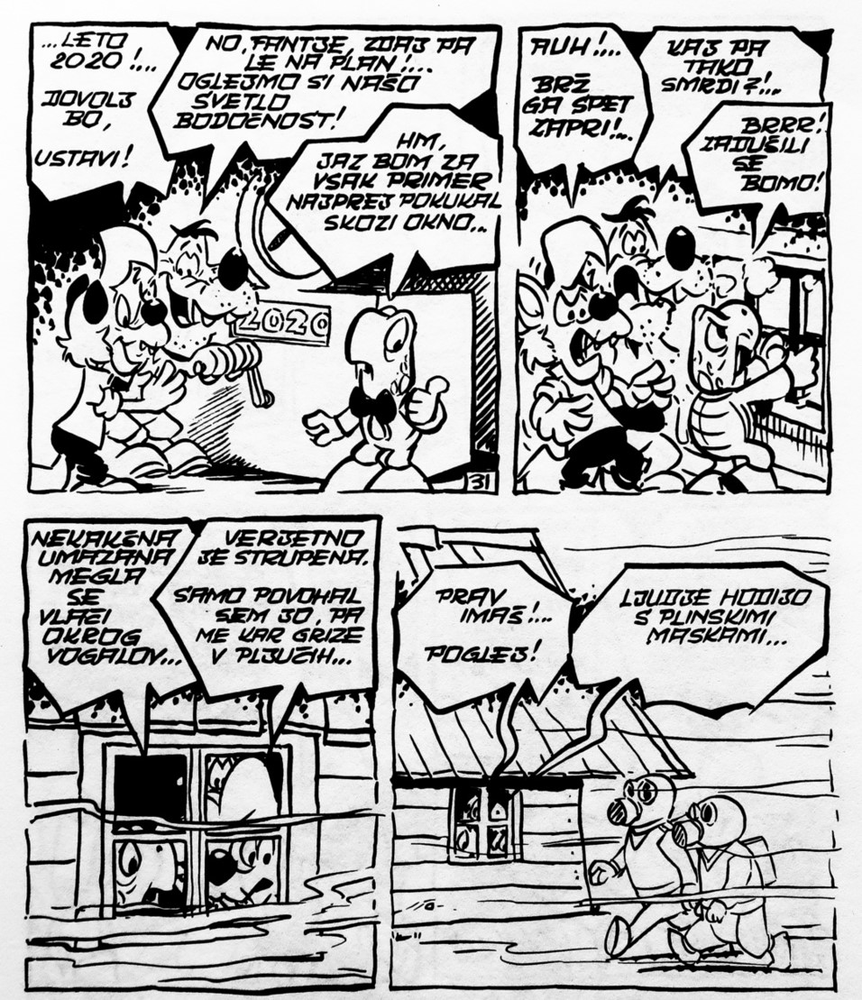 ...LETO
2020!...
DOVOLJ
BO,
USTAVI!
NO, FANTJE, ZDAJ PA
LE NA PLAN!...
OGLEJMO SI NAŠO
SVETLO
BODOČNOST!
HM,
JAZ BOM ZA
VSAK PRIMER
NAJPREJ POKUKAL
SKOZI OKNO...
2020
31
AUH!...
BRŽ
GA SPET
ZAPRI!...
KAJ PA
TAKO
SMRDI?!...
BRRR!
ZADUŠILI
SE
BOMO!
NEKAKŠNA
UMAZANA
MEGLA
SE
VLAČI
OKROG
VOGALOV...
VERJETNO
JE STRUPENA.
SAMO POVOHAL
SEM JO, PA
ME KAR GRIZE
V PLJUČIH...
PRAV
IMAŠ!...
POGLEJ!
LJUDJE HODIJO
S PLINSKIMI
MASKAMI...